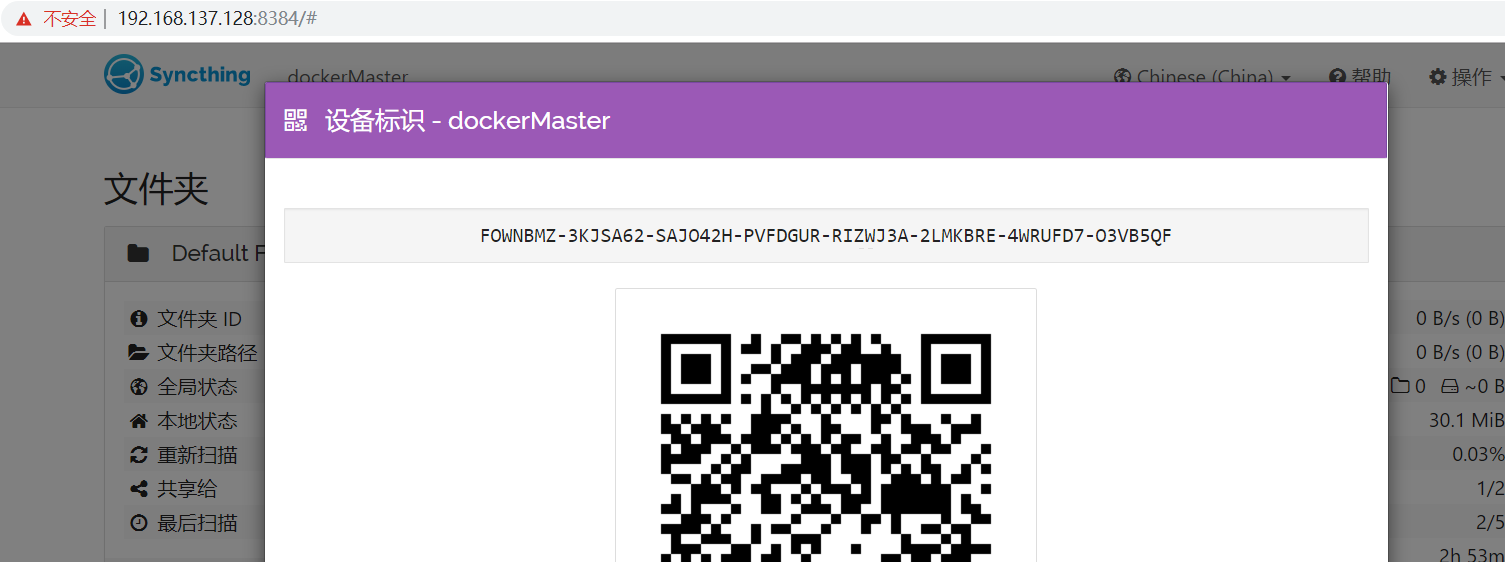 不安全 192.168.137.128:8384/#
Syncthing dockerMaster Chinese (China) 帮助 操作
设备标识 - dockerMaster
文件夹
FOWNBMZ-3KJSA62-SAJO42H-PVFDGUR-RIZWJ3A-2LMKBRE-4WRUFD7-O3VB5QF
Default F
文件夹 ID 0 B/s (0 B)
文件夹路径 0 B/s (0 B)
全局状态 0 ~0 B
本地状态 30.1 MiB
重新扫描 0.03%
共享给 1/2
最后扫描 2/5
2h 53m